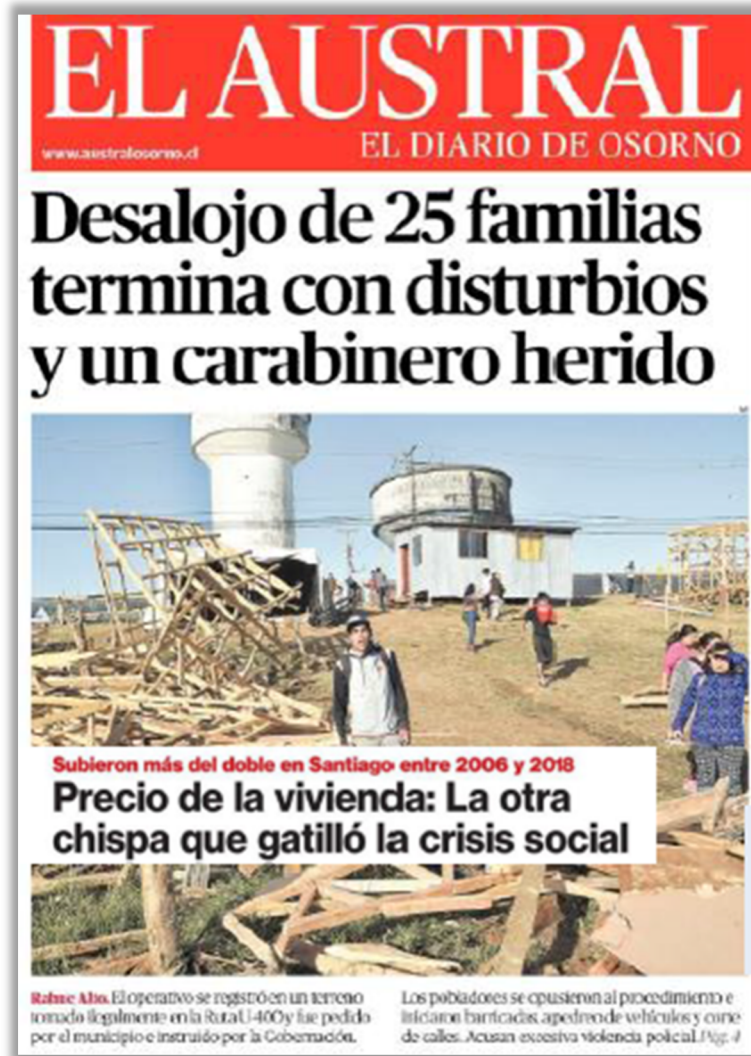 EL AUSTRAL
www.australosorno.cl
EL DIARIO DE OSORNO
Desalojo de 25 familias
termina con disturbios
y un carabinero herido
Subieron más del doble en Santiago entre 2006 y 2018
Precio de la vivienda: La otra
chispa que gatilló la crisis social
Rahue Alto. El operativo se registró en un terreno
tomado ilegalmente en la Ruta U-400 y fue pedido
por el municipio e instruido por la Gobernación.
Los pobladores se opusieron al procedimiento e
iniciaron barricadas, apedreo de vehículos y corte
de calles. Acusan excesiva violencia policial. Pág. 4